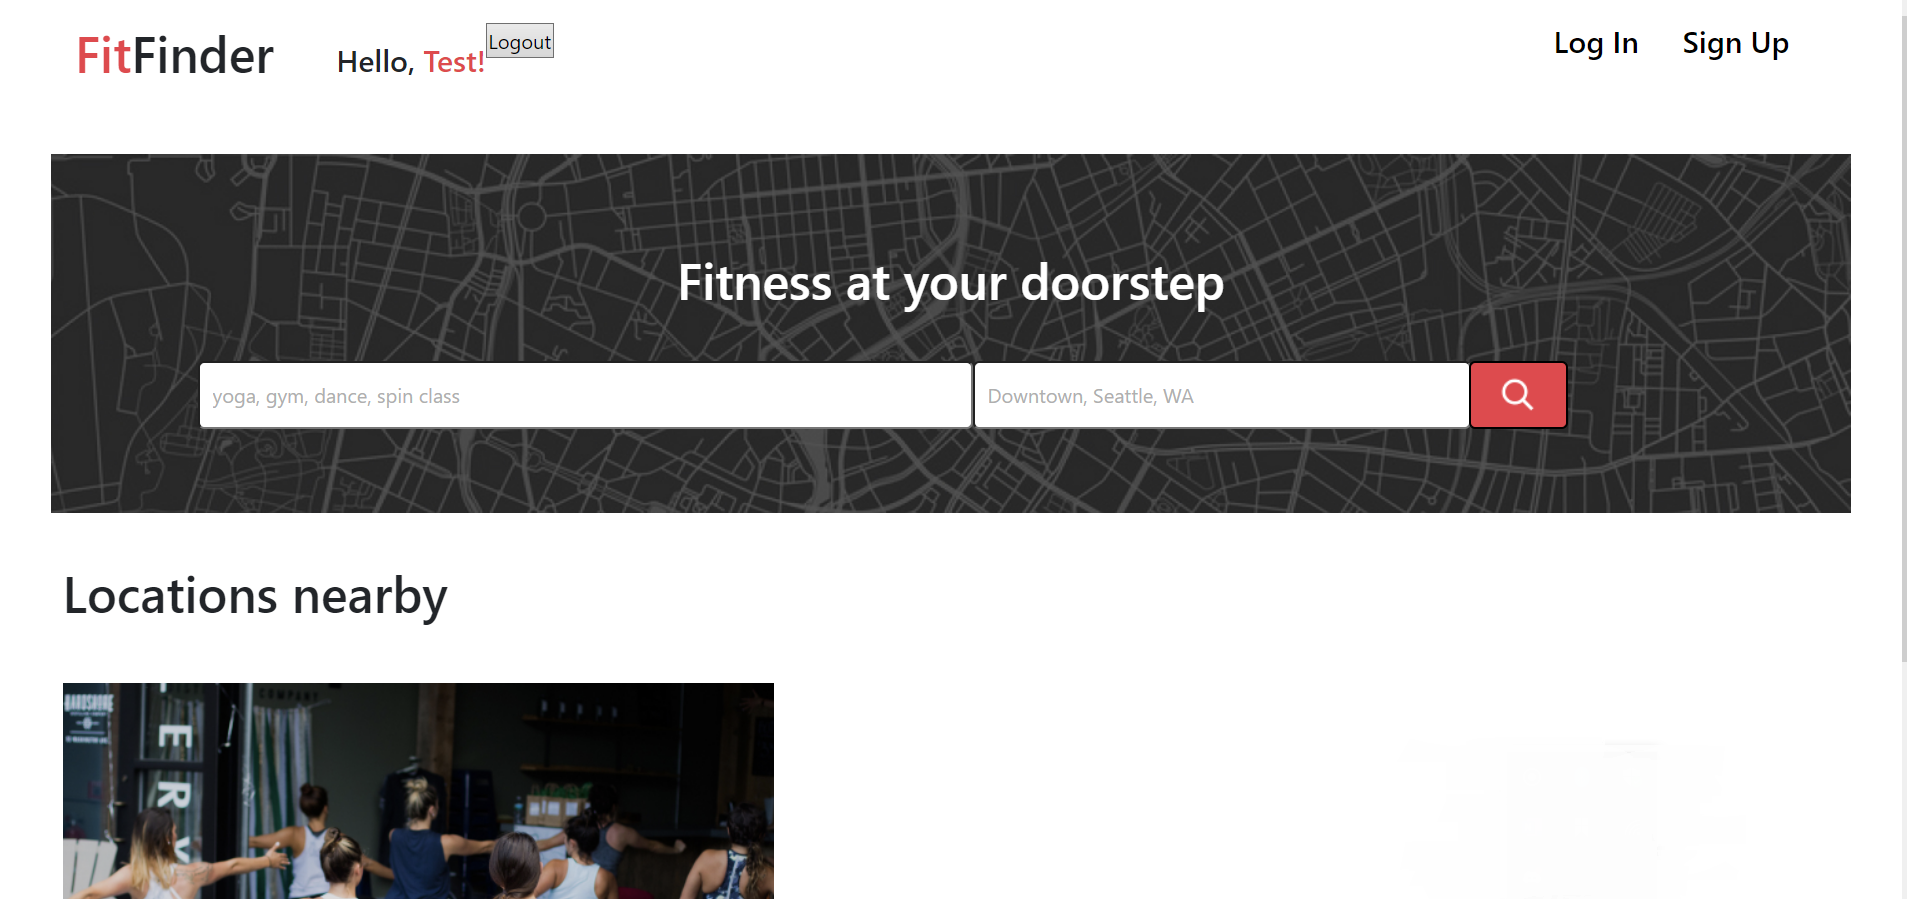 FitFinder
Hello, Test!
Logout
Log In
Sign Up
Fitness at your doorstep
yoga, gym, dance, spin class
Downtown, Seattle, WA
Locations nearby
COMPANY
E
R
V